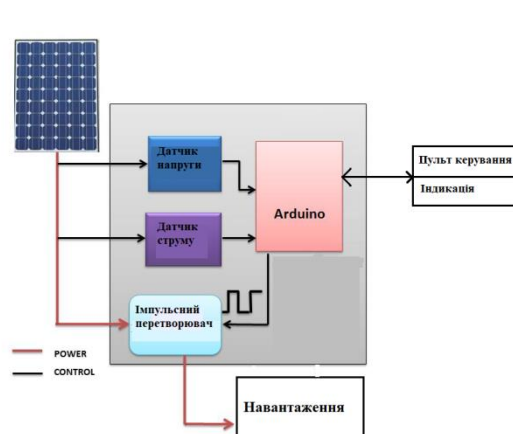 Датчик
напруги
Датчик
струму
Arduino
Пульт керування
Індикація
Імпульсний
перетворювач
POWER
CONTROL
Навантаження